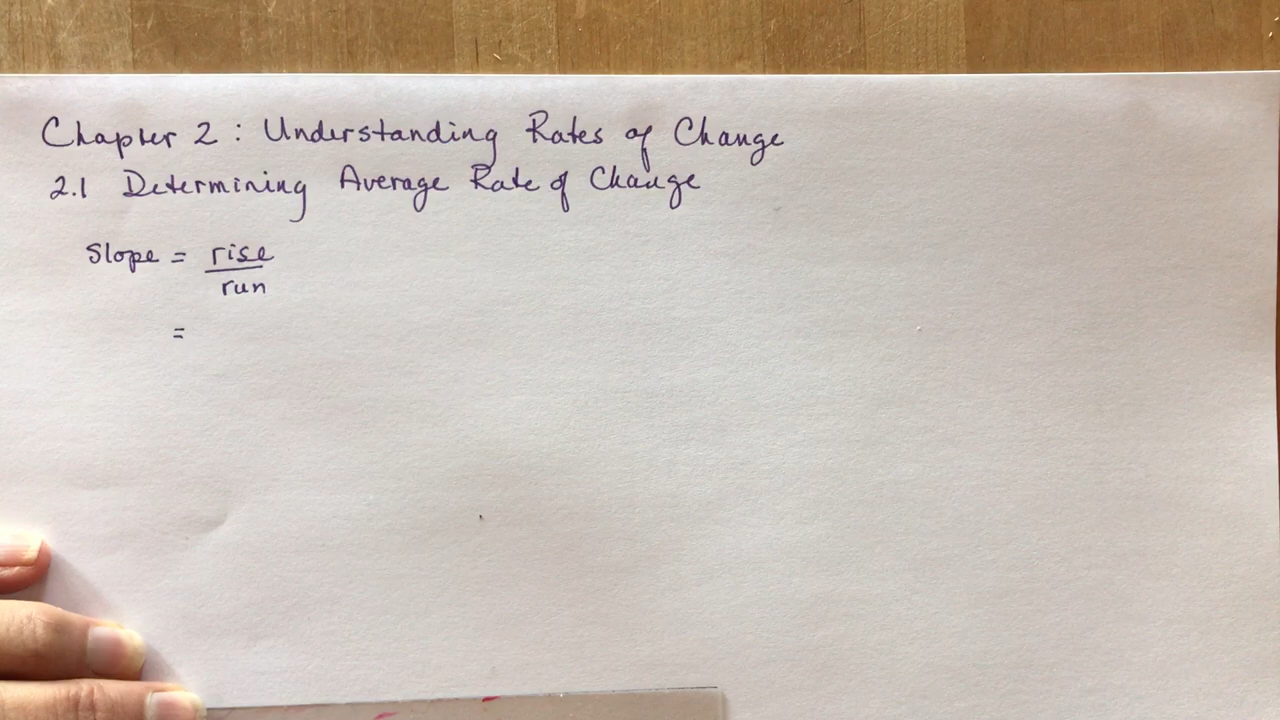 Chapter 2 : Understanding Rates of Change
2.1 Determining Average Rate of Change
Slope = rise
run
=